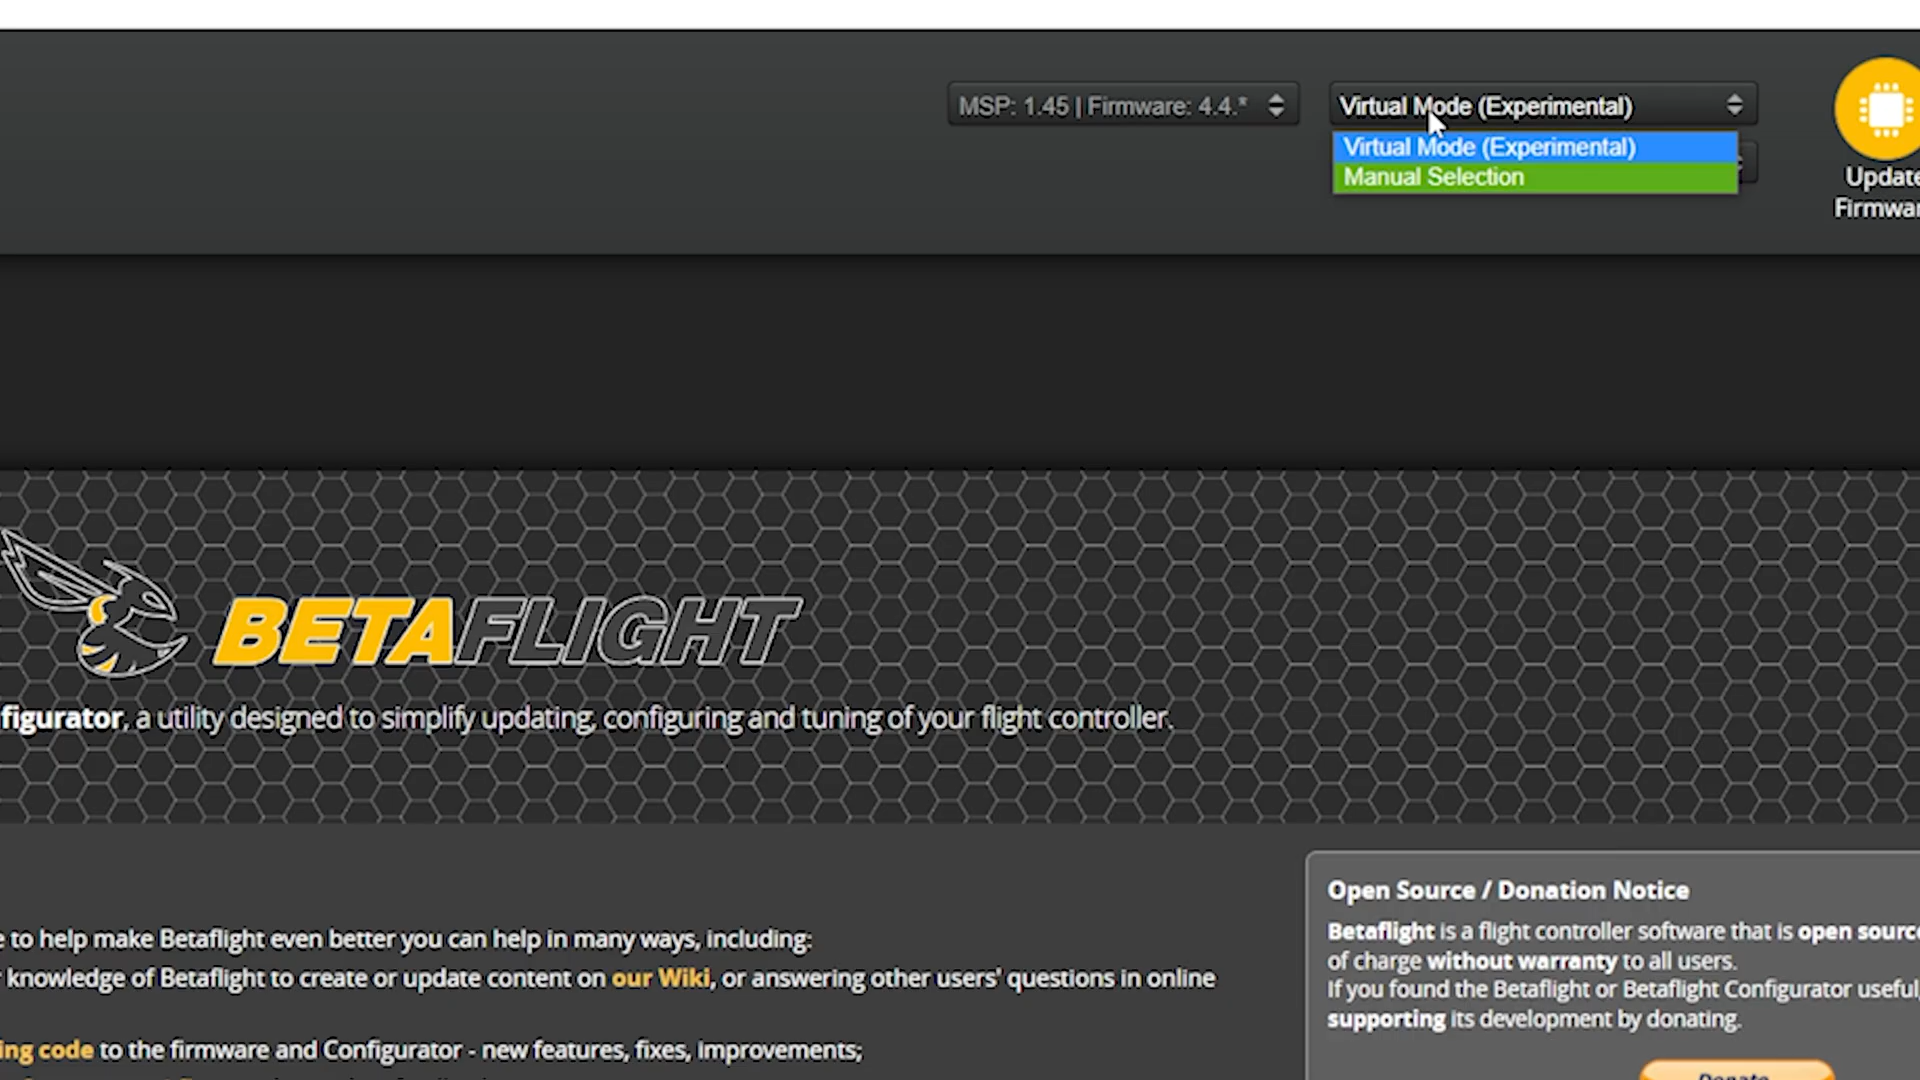 MSP: 1.45 | Firmware: 4.4.*
Virtual Mode (Experimental)
Virtual Mode (Experimental)
Manual Selection
Update
Firmwar
BETAFLIGHT
figurator, a utility designed to simplify updating, configuring and tuning of your flight controller.
e to help make Betaflight even better you can help in many ways, including:
knowledge of Betaflight to create or update content on our Wiki, or answering other users' questions in online
ing code to the firmware and Configurator - new features, fixes, improvements;
Open Source / Donation Notice
Betaflight is a flight controller software that is open source
of charge without warranty to all users.
If you found the Betaflight or Betaflight Configurator useful,
supporting its development by donating.
Donate